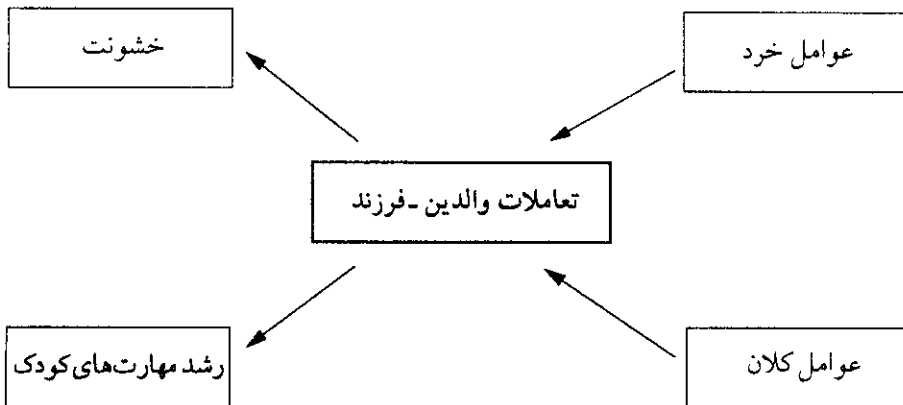 عوامل خرد
خشونت
تعاملات والدین ـ فرزند
عوامل کلان
رشد مهارت‌های کودک